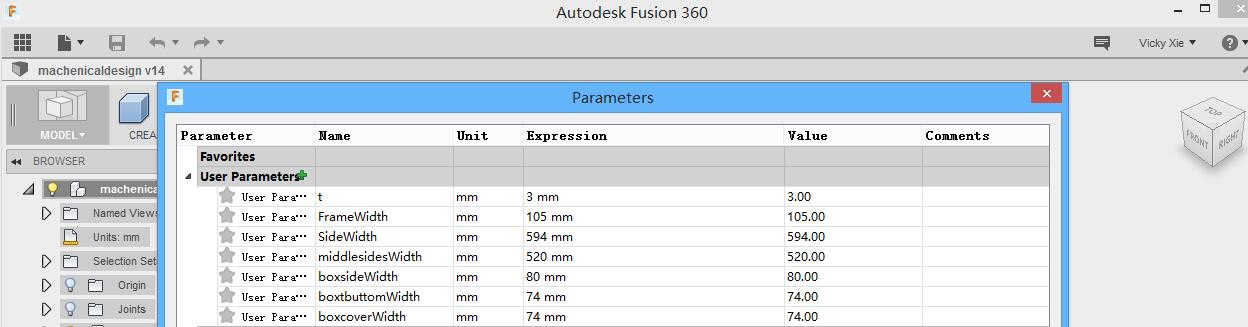 Autodesk Fusion 360
Vicky Xie
machenicaldesign v14
Parameters
MODEL
CREA
BROWSER
machenica
Named Views
Units: mm
Selection Set
Origin
Joints
Parameter Name Unit Expression Value Comments
Favorites
User Parameters
User Para··· t mm 3 mm 3.00
User Para··· FrameWidth mm 105 mm 105.00
User Para··· SideWidth mm 594 mm 594.00
User Para··· middlesidesWidth mm 520 mm 520.00
User Para··· boxsideWidth mm 80 mm 80.00
User Para··· boxtbuttomWidth mm 74 mm 74.00
User Para··· boxcoverWidth mm 74 mm 74.00
TOP
FRONT RIGHT